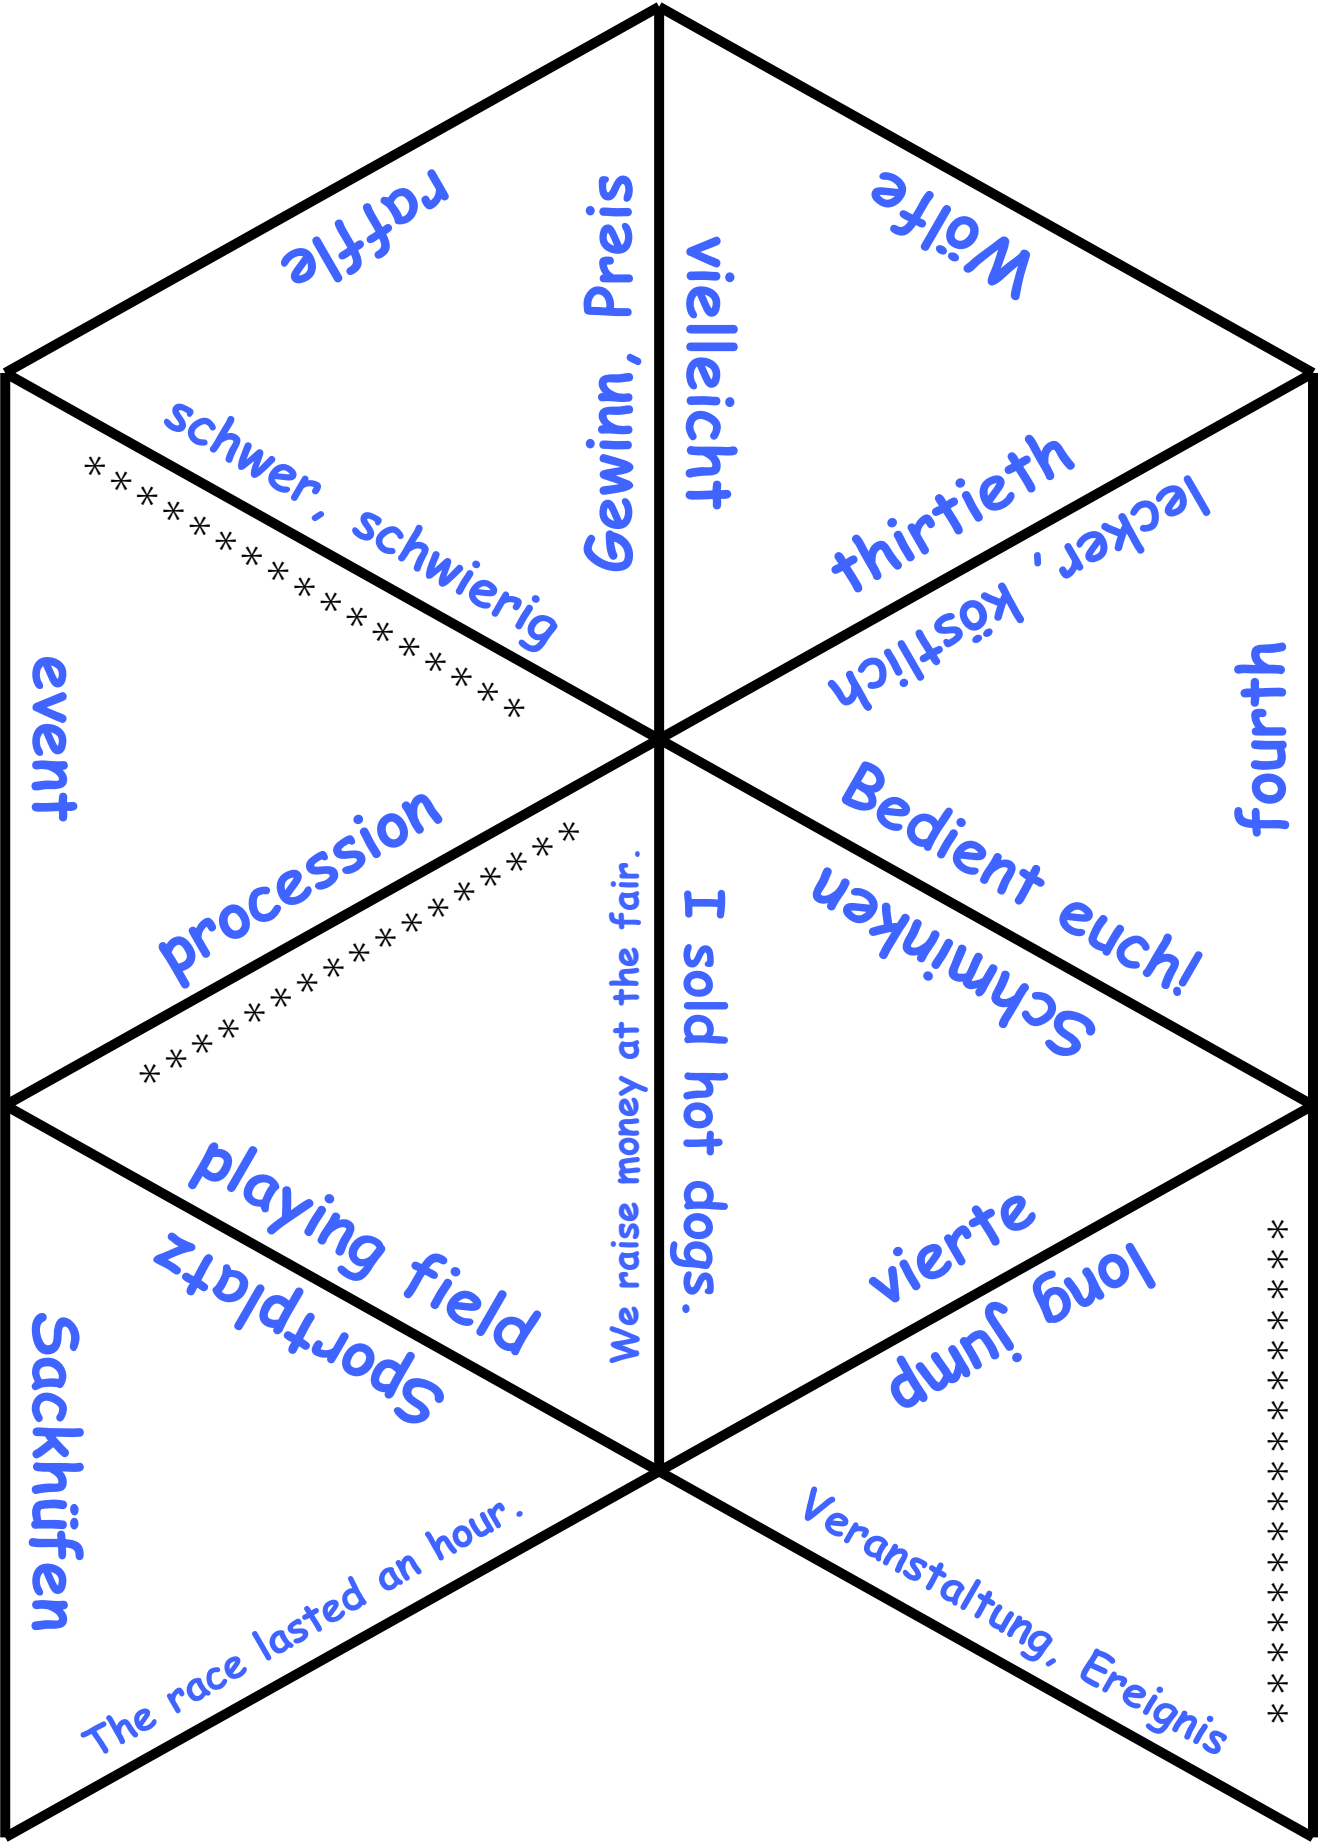 raffle
Gewinn, Preis
schwer, schwierig
Wölfe
vielleicht
thirtieth
* * * * * * * * * * * * * * * * *
event
procession
lecker, köstlich
fourth
Bedient euch!
* * * * * * * * * * * * * * * * *
We raise money at the fair.
playing field
Schminken
I sold hot dogs.
vierte
Sportplatz
Sackhüfen
The race lasted an hour.
long jump
* * * * * * * * * * * * * * * * *
Veranstaltung, Ereignis